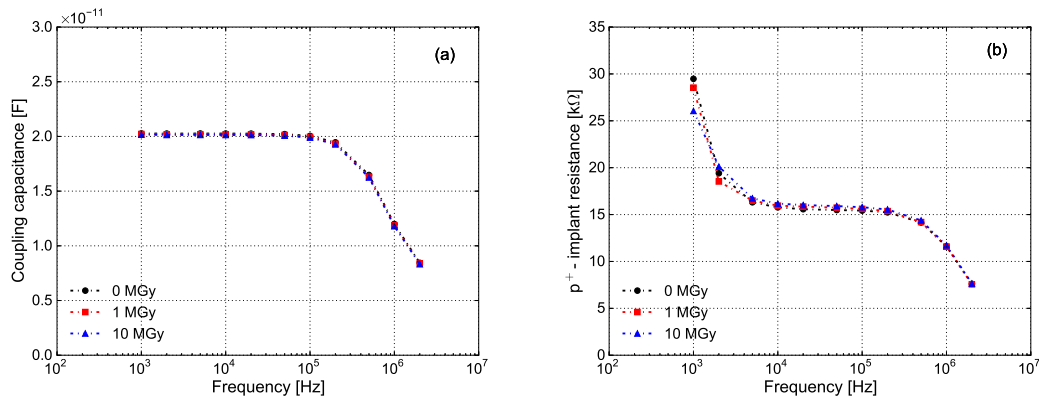 ×10⁻¹¹
3.0
2.5
2.0
1.5
1.0
0.5
0.0
Coupling capacitance [F]
(a)
0 MGy
1 MGy
10 MGy
10² 10³ 10⁴ 10⁵ 10⁶ 10⁷
Frequency [Hz]
35
30
25
20
15
10
5
0
p⁺ - implant resistance [kΩ]
(b)
0 MGy
1 MGy
10 MGy
10² 10³ 10⁴ 10⁵ 10⁶ 10⁷
Frequency [Hz]